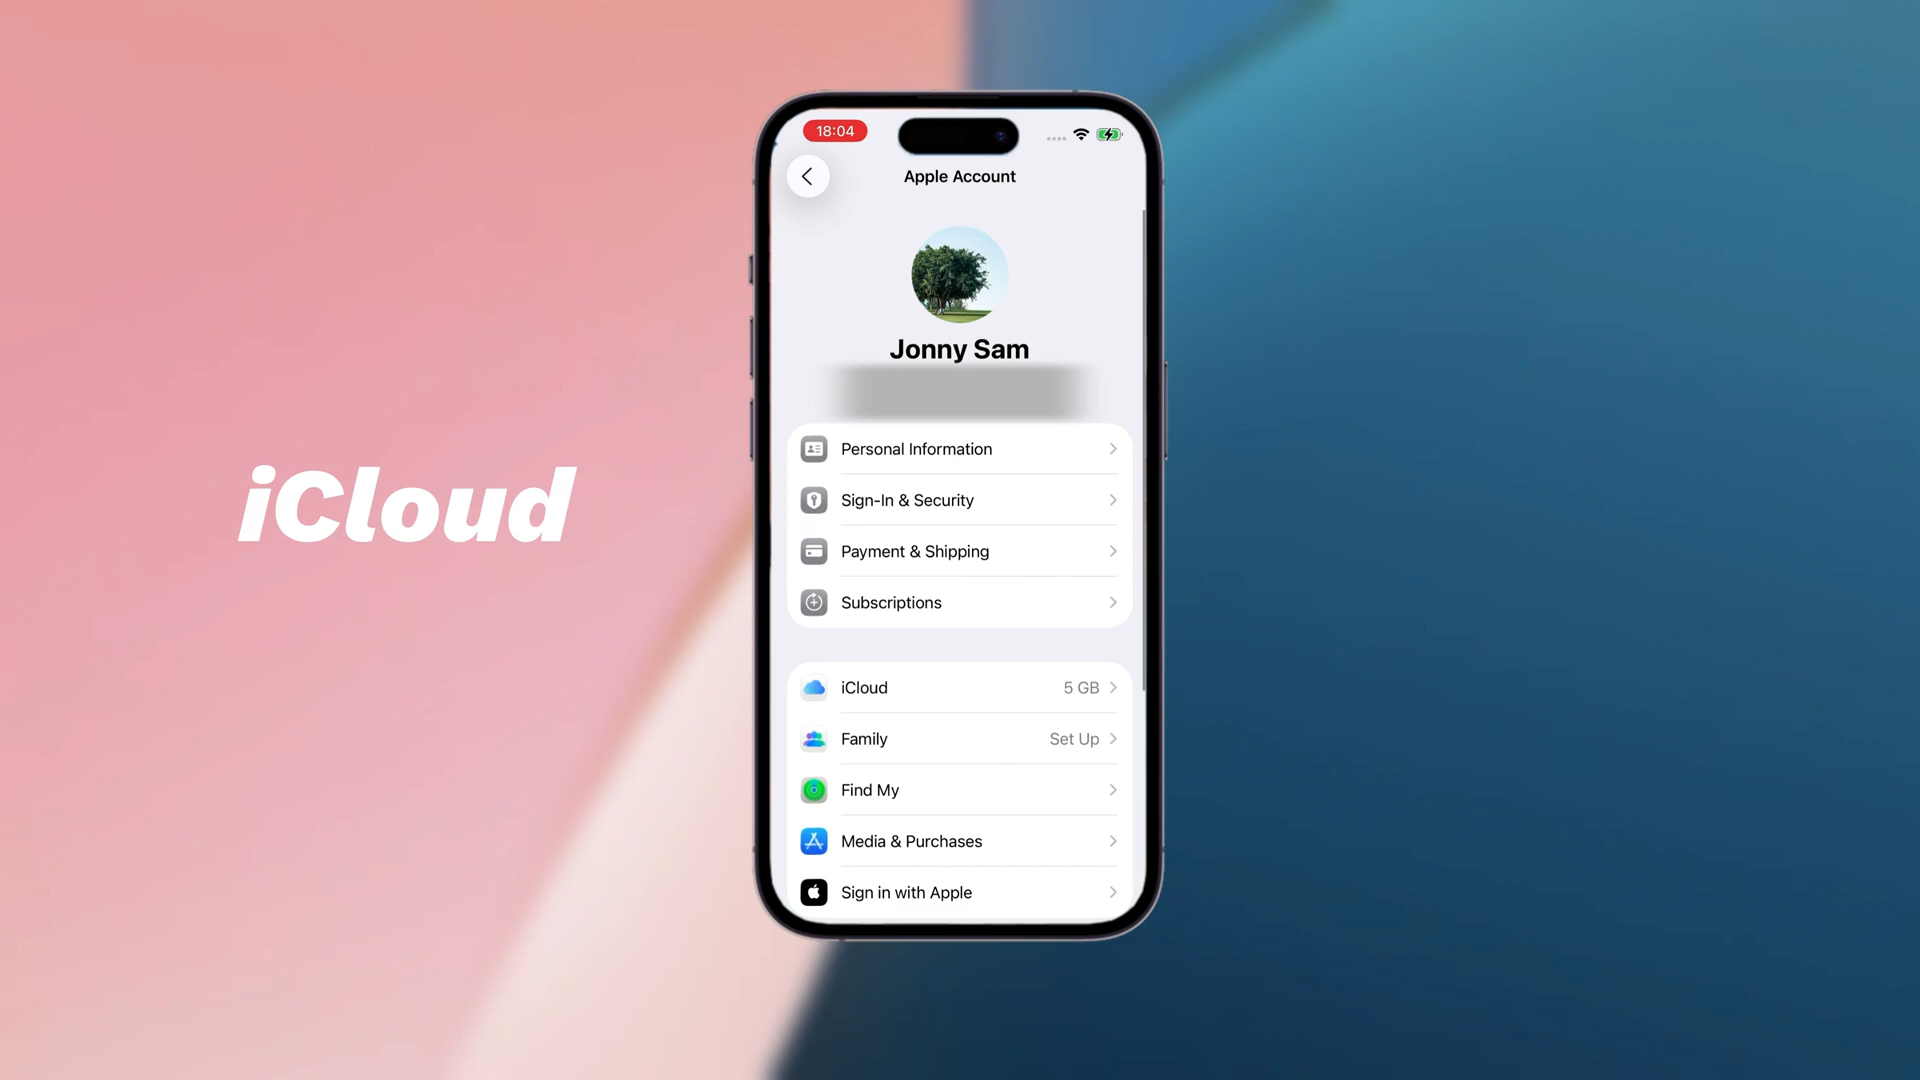 iCloud
18:04
Apple Account
Jonny Sam
Personal Information
Sign-In & Security
Payment & Shipping
Subscriptions
iCloud 5 GB
Family Set Up
Find My
Media & Purchases
Sign in with Apple